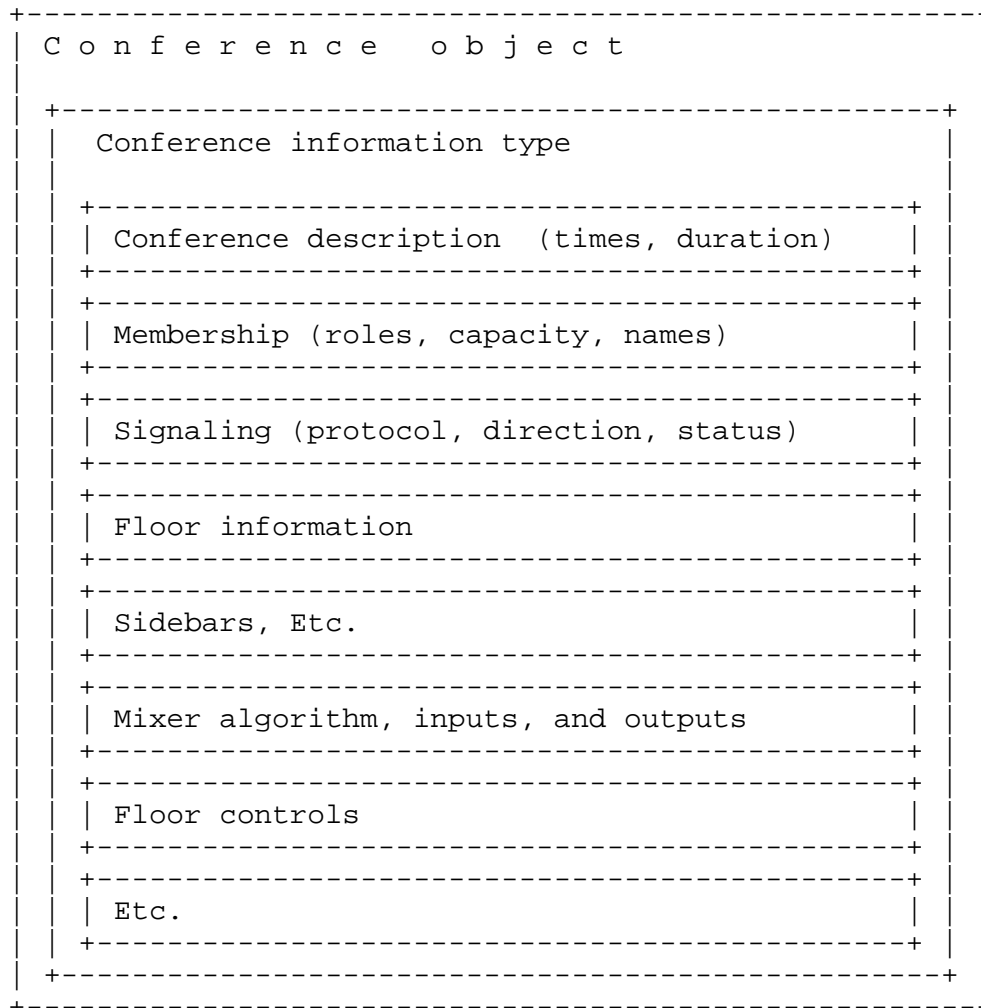 C o n f e r e n c e   o b j e c t
Conference information type
Conference description  (times, duration)
Membership (roles, capacity, names)
Signaling (protocol, direction, status)
Floor information
Sidebars, Etc.
Mixer algorithm, inputs, and outputs
Floor controls
Etc.